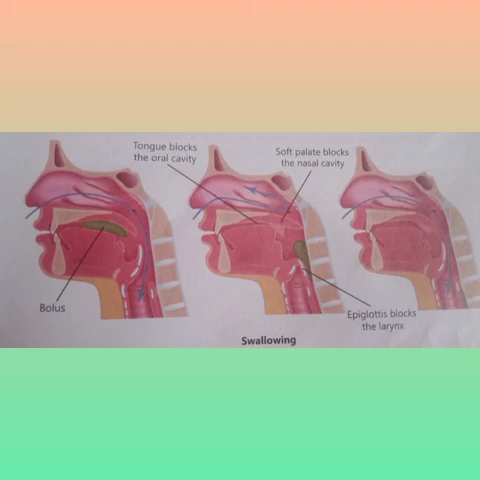 Tongue blocks
the oral cavity
Soft palate blocks
the nasal cavity
Bolus
Epiglottis blocks
the larynx
Swallowing